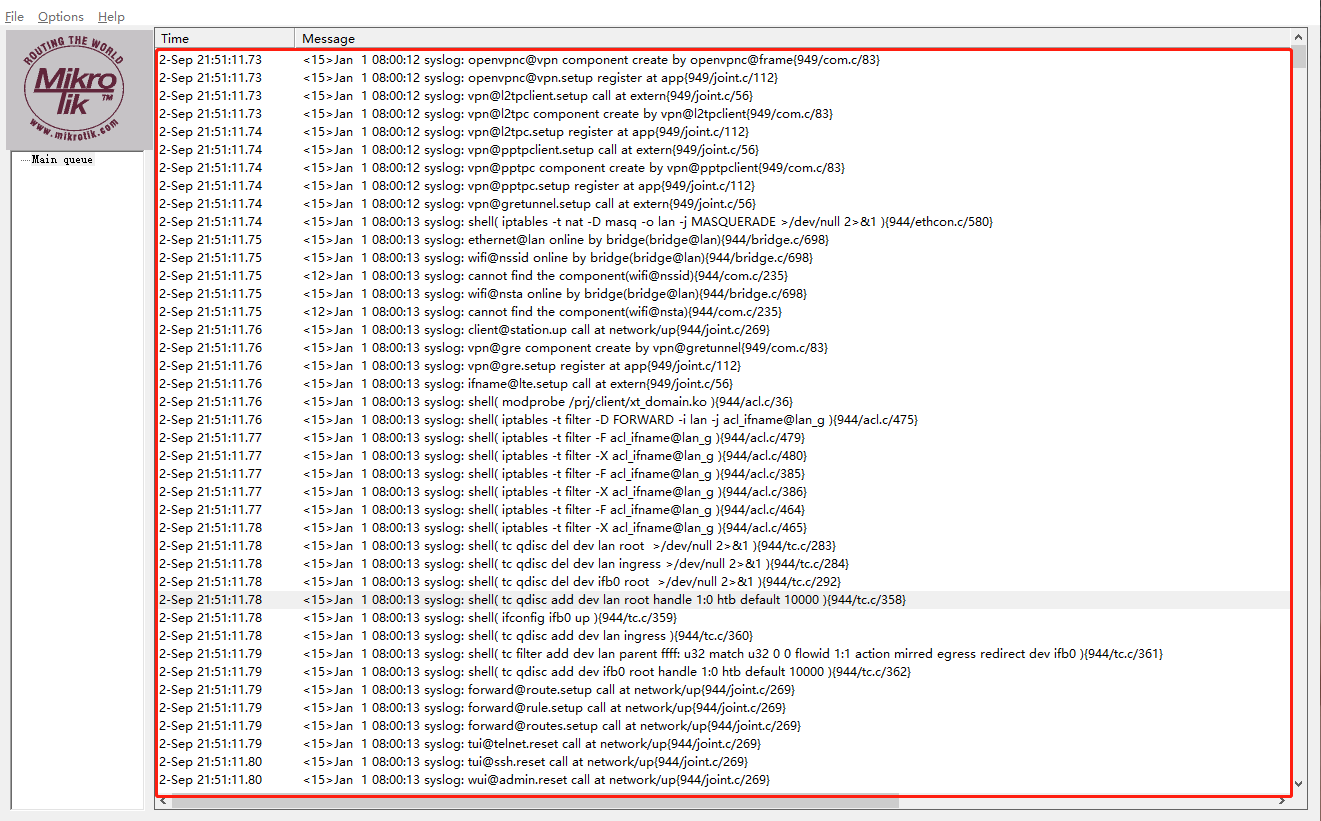 File Options Help
ROUTING THE WORLD
Mikro
Tik™
www.mikrotik.com
Main queue
Time Message
2-Sep 21:51:11.73 <15>Jan  1 08:00:12 syslog: openvpnc@vpn component create by openvpnc@frame{949/com.c/83}
2-Sep 21:51:11.73 <15>Jan  1 08:00:12 syslog: openvpnc@vpn.setup register at app{949/joint.c/112}
2-Sep 21:51:11.73 <15>Jan  1 08:00:12 syslog: vpn@l2tpclient.setup call at extern{949/joint.c/56}
2-Sep 21:51:11.73 <15>Jan  1 08:00:12 syslog: vpn@l2tpc component create by vpn@l2tpclient{949/com.c/83}
2-Sep 21:51:11.74 <15>Jan  1 08:00:12 syslog: vpn@l2tpc.setup register at app{949/joint.c/112}
2-Sep 21:51:11.74 <15>Jan  1 08:00:12 syslog: vpn@pptpclient.setup call at extern{949/joint.c/56}
2-Sep 21:51:11.74 <15>Jan  1 08:00:12 syslog: vpn@pptpc component create by vpn@pptpclient{949/com.c/83}
2-Sep 21:51:11.74 <15>Jan  1 08:00:12 syslog: vpn@pptpc.setup register at app{949/joint.c/112}
2-Sep 21:51:11.74 <15>Jan  1 08:00:12 syslog: vpn@gretunnel.setup call at extern{949/joint.c/56}
2-Sep 21:51:11.74 <15>Jan  1 08:00:13 syslog: shell( iptables -t nat -D masq -o lan -j MASQUERADE >/dev/null 2>&1 ){944/ethcon.c/580}
2-Sep 21:51:11.75 <15>Jan  1 08:00:13 syslog: ethernet@lan online by bridge(bridge@lan){944/bridge.c/698}
2-Sep 21:51:11.75 <15>Jan  1 08:00:13 syslog: wifi@nssid online by bridge(bridge@lan){944/bridge.c/698}
2-Sep 21:51:11.75 <12>Jan  1 08:00:13 syslog: cannot find the component(wifi@nssid){944/com.c/235}
2-Sep 21:51:11.75 <15>Jan  1 08:00:13 syslog: wifi@nsta online by bridge(bridge@lan){944/bridge.c/698}
2-Sep 21:51:11.75 <12>Jan  1 08:00:13 syslog: cannot find the component(wifi@nsta){944/com.c/235}
2-Sep 21:51:11.76 <15>Jan  1 08:00:13 syslog: client@station.up call at network/up{944/joint.c/269}
2-Sep 21:51:11.76 <15>Jan  1 08:00:13 syslog: vpn@gre component create by vpn@gretunnel{949/com.c/83}
2-Sep 21:51:11.76 <15>Jan  1 08:00:13 syslog: vpn@gre.setup register at app{949/joint.c/112}
2-Sep 21:51:11.76 <15>Jan  1 08:00:13 syslog: ifname@lte.setup call at extern{949/joint.c/56}
2-Sep 21:51:11.76 <15>Jan  1 08:00:13 syslog: shell( modprobe /prj/client/xt_domain.ko ){944/acl.c/36}
2-Sep 21:51:11.76 <15>Jan  1 08:00:13 syslog: shell( iptables -t filter -D FORWARD -i lan -j acl_ifname@lan_g ){944/acl.c/475}
2-Sep 21:51:11.77 <15>Jan  1 08:00:13 syslog: shell( iptables -t filter -F acl_ifname@lan_g ){944/acl.c/479}
2-Sep 21:51:11.77 <15>Jan  1 08:00:13 syslog: shell( iptables -t filter -X acl_ifname@lan_g ){944/acl.c/480}
2-Sep 21:51:11.77 <15>Jan  1 08:00:13 syslog: shell( iptables -t filter -F acl_ifname@lan_g ){944/acl.c/385}
2-Sep 21:51:11.77 <15>Jan  1 08:00:13 syslog: shell( iptables -t filter -X acl_ifname@lan_g ){944/acl.c/386}
2-Sep 21:51:11.77 <15>Jan  1 08:00:13 syslog: shell( iptables -t filter -F acl_ifname@lan_g ){944/acl.c/464}
2-Sep 21:51:11.78 <15>Jan  1 08:00:13 syslog: shell( iptables -t filter -X acl_ifname@lan_g ){944/acl.c/465}
2-Sep 21:51:11.78 <15>Jan  1 08:00:13 syslog: shell( tc qdisc del dev lan root  >/dev/null 2>&1 ){944/tc.c/283}
2-Sep 21:51:11.78 <15>Jan  1 08:00:13 syslog: shell( tc qdisc del dev lan ingress >/dev/null 2>&1 ){944/tc.c/284}
2-Sep 21:51:11.78 <15>Jan  1 08:00:13 syslog: shell( tc qdisc del dev ifb0 root  >/dev/null 2>&1 ){944/tc.c/292}
2-Sep 21:51:11.78 <15>Jan  1 08:00:13 syslog: shell( tc qdisc add dev lan root handle 1:0 htb default 10000 ){944/tc.c/358}
2-Sep 21:51:11.78 <15>Jan  1 08:00:13 syslog: shell( ifconfig ifb0 up ){944/tc.c/359}
2-Sep 21:51:11.78 <15>Jan  1 08:00:13 syslog: shell( tc qdisc add dev lan ingress ){944/tc.c/360}
2-Sep 21:51:11.79 <15>Jan  1 08:00:13 syslog: shell( tc filter add dev lan parent ffff: u32 match u32 0 0 flowid 1:1 action mirred egress redirect dev ifb0 ){944/tc.c/361}
2-Sep 21:51:11.79 <15>Jan  1 08:00:13 syslog: shell( tc qdisc add dev ifb0 root handle 1:0 htb default 10000 ){944/tc.c/362}
2-Sep 21:51:11.79 <15>Jan  1 08:00:13 syslog: forward@route.setup call at network/up{944/joint.c/269}
2-Sep 21:51:11.79 <15>Jan  1 08:00:13 syslog: forward@rule.setup call at network/up{944/joint.c/269}
2-Sep 21:51:11.79 <15>Jan  1 08:00:13 syslog: forward@routes.setup call at network/up{944/joint.c/269}
2-Sep 21:51:11.79 <15>Jan  1 08:00:13 syslog: tui@telnet.reset call at network/up{944/joint.c/269}
2-Sep 21:51:11.80 <15>Jan  1 08:00:13 syslog: tui@ssh.reset call at network/up{944/joint.c/269}
2-Sep 21:51:11.80 <15>Jan  1 08:00:13 syslog: wui@admin.reset call at network/up{944/joint.c/269}